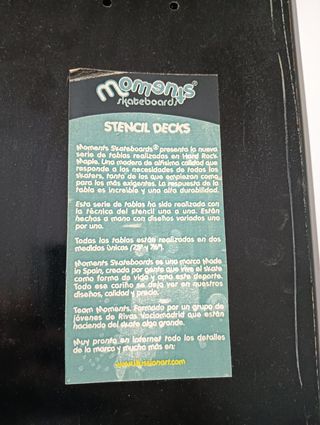 moments®
skateboards
STENCIL DECKS
Moments Skateboards® presenta la nueva
serie de tablas realizadas en Hard Rock
Maple. Una madera de altísima calidad que
responde a las necesidades de todos los
skaters, tanto de los que empiezan como
para los más exigentes. La respuesta de la
tabla es increíble y una alta durabilidad.
Esta serie de tablas ha sido realizada con
la técnica del stencil una a una. Están
hechas a mano con diseños variados uno
por uno.
Todas las tablas están realizadas en dos
medidas únicas
Moments Skateboards es una marca Made
in Spain, creada por gente que vive el skate
como forma de vida y ama este deporte.
Todo ese cariño se deja ver en nuestros
diseños, calidad y precio.
Team Moments. Formado por un grupo de
jóvenes de Rivas Vaciamadrid que están
haciendo del skate algo grande.
Muy pronto en internet todo los detalles
de la marca y mucho más en: